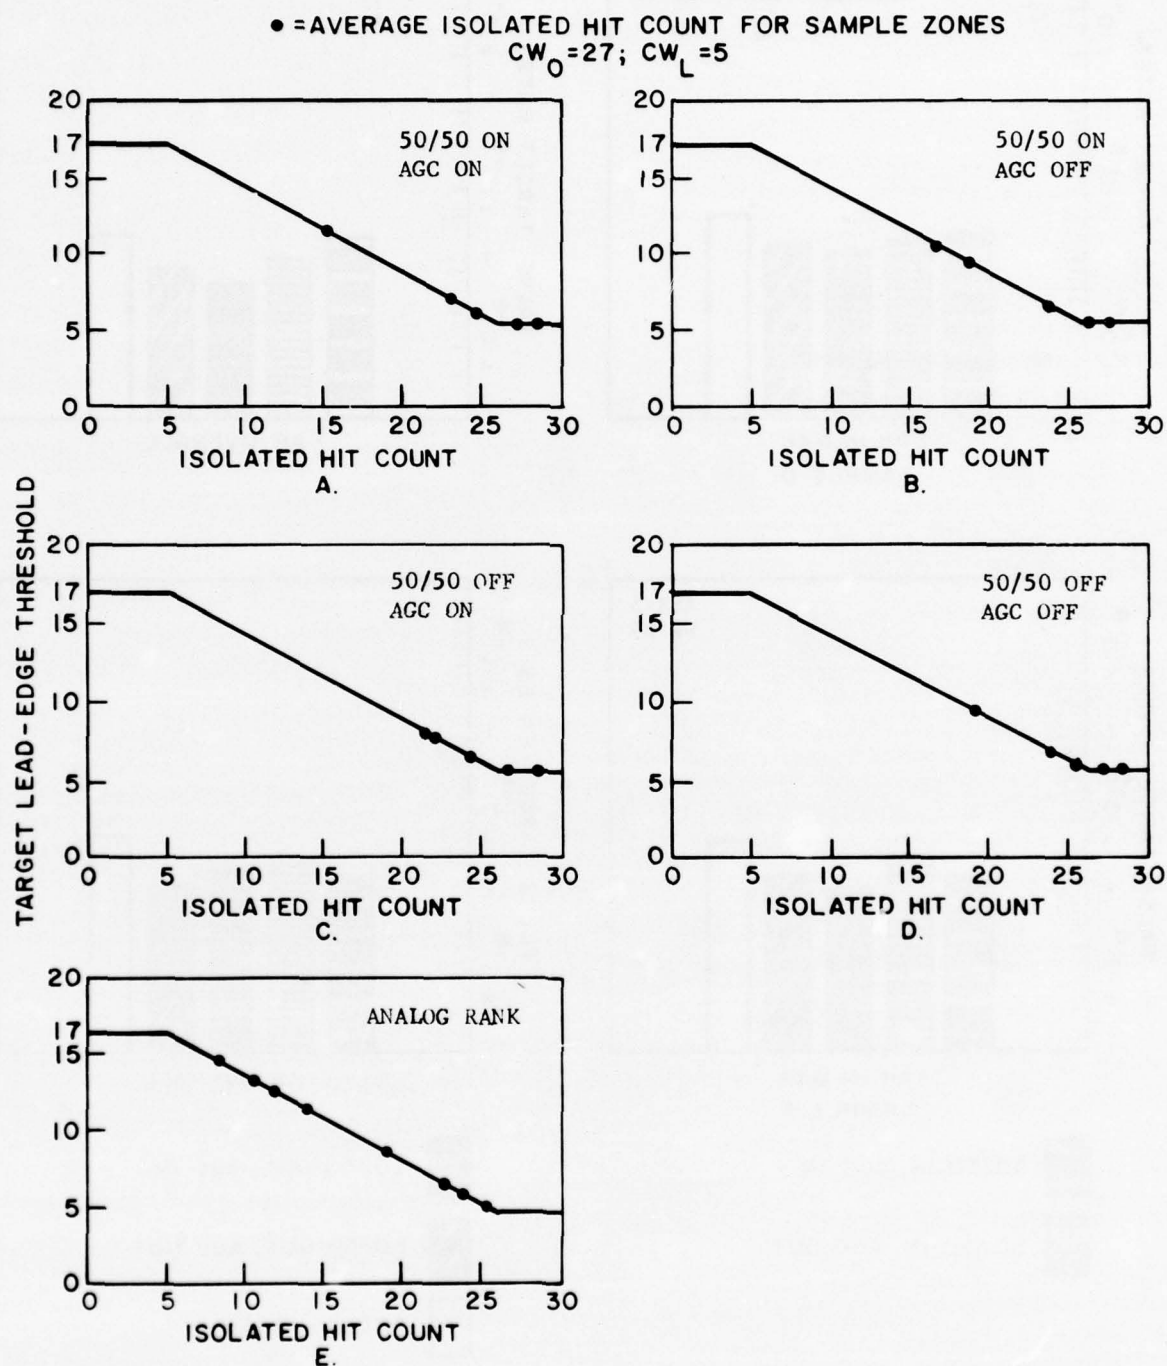 ● = AVERAGE ISOLATED HIT COUNT FOR SAMPLE ZONES
CW_O = 27; CW_L = 5
TARGET LEAD-EDGE THRESHOLD
20
17
15
10
5
0
50/50 ON
AGC ON
0 5 10 15 20 25 30
ISOLATED HIT COUNT
A.
20
17
15
10
5
0
50/50 ON
AGC OFF
0 5 10 15 20 25 30
ISOLATED HIT COUNT
B.
20
17
15
10
5
0
50/50 OFF
AGC ON
0 5 10 15 20 25 30
ISOLATED HIT COUNT
C.
20
17
15
10
5
0
50/50 OFF
AGC OFF
0 5 10 15 20 25 30
ISOLATED HIT COUNT
D.
20
17
15
10
5
0
ANALOG RANK
0 5 10 15 20 25 30
ISOLATED HIT COUNT
E.